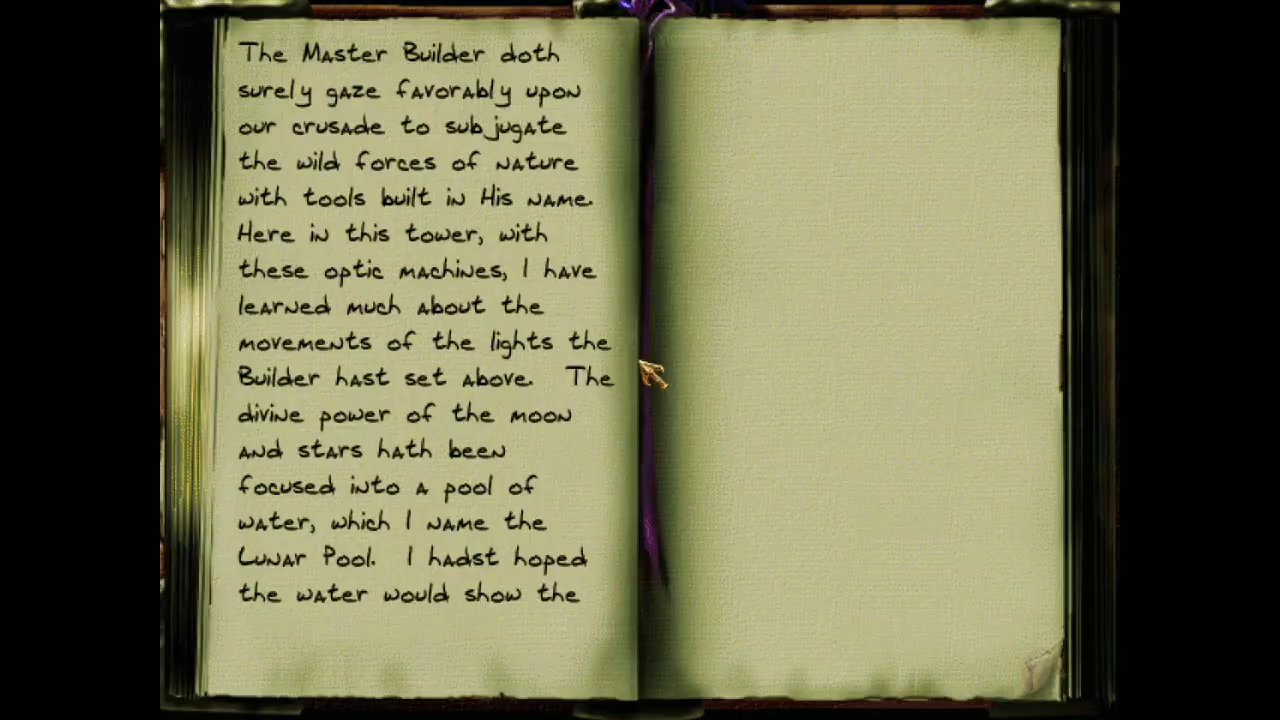 The Master Builder doth
surely gaze favorably upon
our crusade to subjugate
the wild forces of nature
with tools built in His name.
Here in this tower, with
these optic machines, I have
learned much about the
movements of the lights the
Builder hast set above. The
divine power of the moon
and stars hath been
focused into a pool of
water, which I name the
Lunar Pool. I hadst hoped
the water would show the